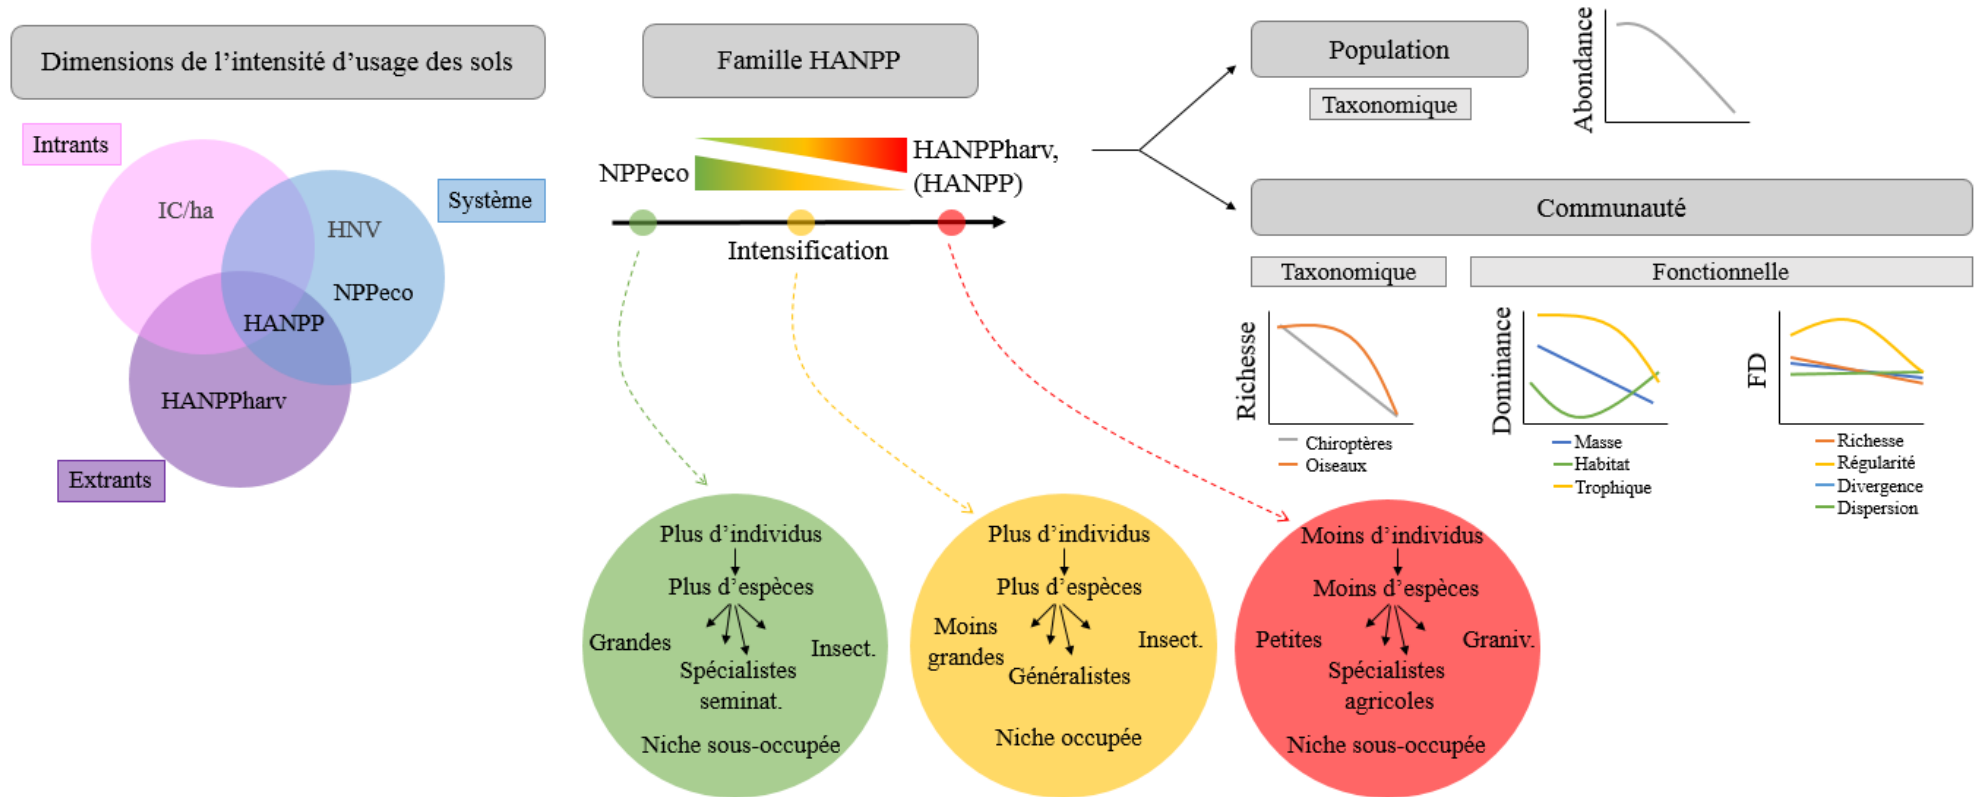 Dimensions de l’intensité d’usage des sols
Intrants
IC/ha
Système
HNV
NPPeco
HANPP
HANPPharv
Extrants
Famille HANPP
NPPeco
HANPPharv,
(HANPP)
Intensification
Population
Taxonomique
Abondance
Communauté
Taxonomique
Fonctionnelle
Richesse
Chiroptères
Oiseaux
Dominance
Masse
Habitat
Trophique
FD
Richesse
Régularité
Divergence
Dispersion
Plus d’individus
Plus d’espèces
Grandes
Insect.
Spécialistes
seminat.
Niche sous-occupée
Plus d’individus
Plus d’espèces
Moins
grandes
Insect.
Généralistes
Niche occupée
Moins d’individus
Moins d’espèces
Petites
Graniv.
Spécialistes
agricoles
Niche sous-occupée